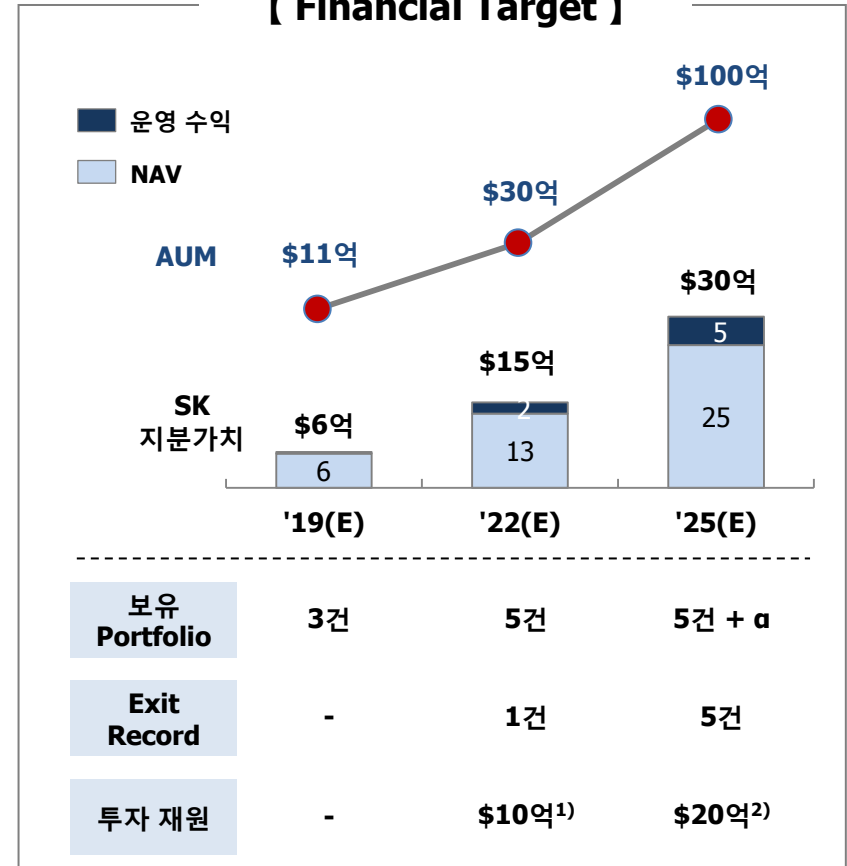 【 Financial Target 】
$100억
운영 수익
NAV
$30억
AUM
$11억
$30억
5
$15억
2
SK
지분가치
$6억
25
13
6
'19(E)
'22(E)
'25(E)
보유
Portfolio
3건
5건
5건 + α
Exit
Record
-
1건
5건
투자 재원
-
$10억1)
$20억2)